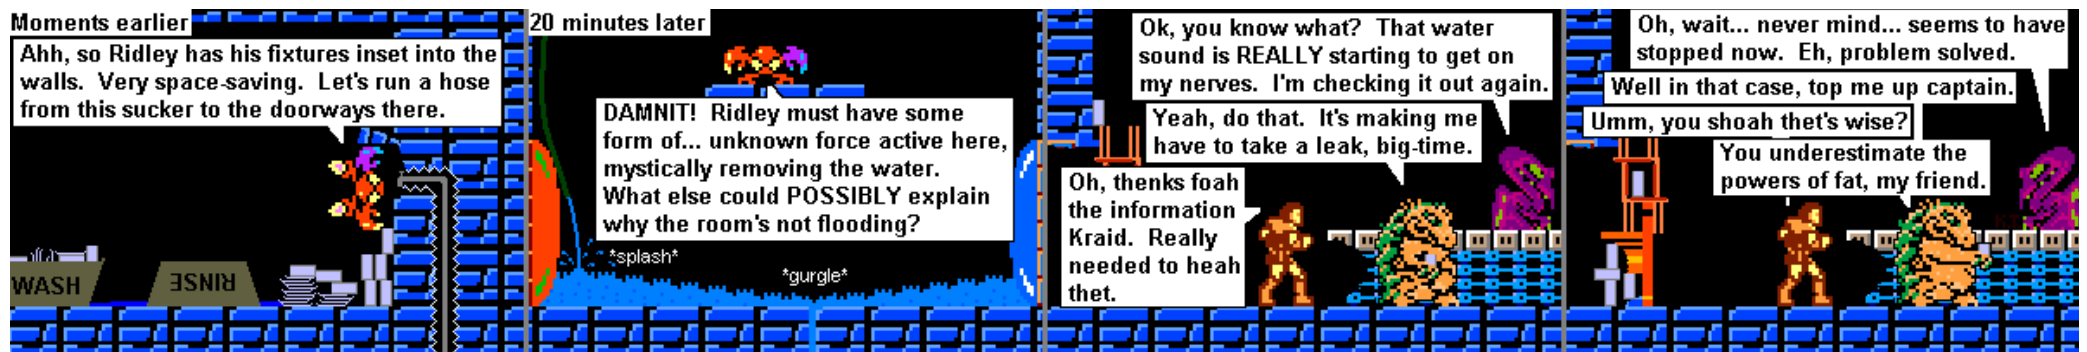 Moments earlier
Ahh, so Ridley has his fixtures inset into the
walls.  Very space-saving.  Let's run a hose
from this sucker to the doorways there.
WASH
RINSE
20 minutes later
DAMNIT!  Ridley must have some
form of... unknown force active here,
mystically removing the water.
What else could POSSIBLY explain
why the room's not flooding?
*splash*
*gurgle*
Ok, you know what?  That water
sound is REALLY starting to get on
my nerves.  I'm checking it out again.
Yeah, do that.  It's making me
have to take a leak, big-time.
Oh, thenks foah
the information
Kraid.  Really
needed to heah
thet.
Oh, wait... never mind... seems to have
stopped now.  Eh, problem solved.
Well in that case, top me up captain.
Umm, you shoah thet's wise?
You underestimate the
powers of fat, my friend.